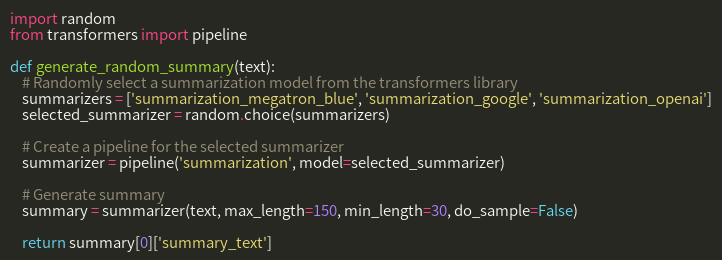 import random
from transformers import pipeline
def generate_random_summary(text):
# Randomly select a summarization model from the transformers library
summarizers = ['summarization_megatron_blue', 'summarization_google', 'summarization_openai']
selected_summarizer = random.choice(summarizers)
# Create a pipeline for the selected summarizer
summarizer = pipeline('summarization', model=selected_summarizer)
# Generate summary
summary = summarizer(text, max_length=150, min_length=30, do_sample=False)
return summary[0]['summary_text']